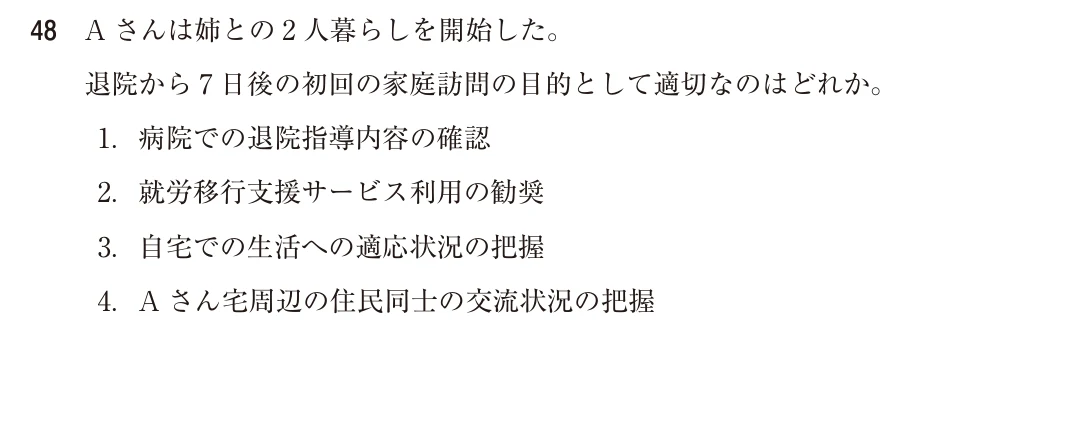 48 Aさんは姉との2人暮らしを開始した。
退院から7日後の初回の家庭訪問の目的として適切なのはどれか。
1. 病院での退院指導内容の確認
2. 就労移行支援サービス利用の勧奨
3. 自宅での生活への適応状況の把握
4. Aさん宅周辺の住民同士の交流状況の把握